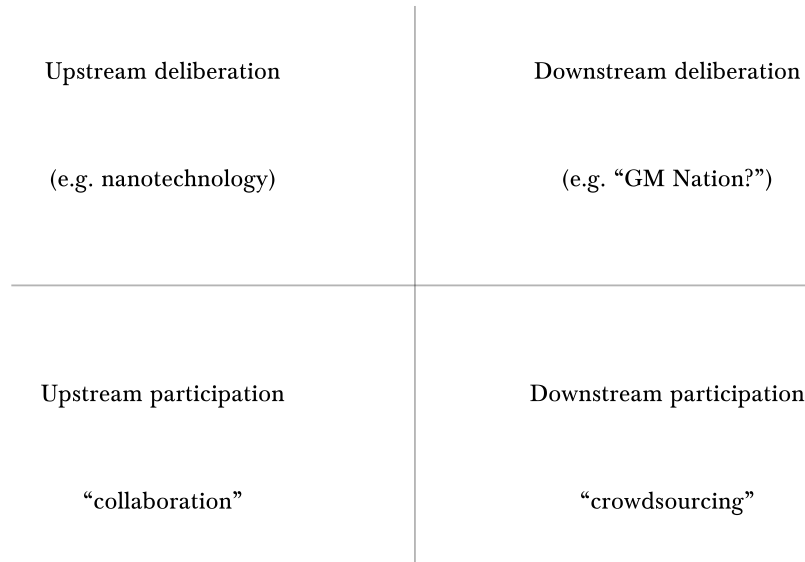 Upstream deliberation
(e.g. nanotechnology)
Downstream deliberation
(e.g. “GM Nation?”)
Upstream participation
“collaboration”
Downstream participation
“crowdsourcing”